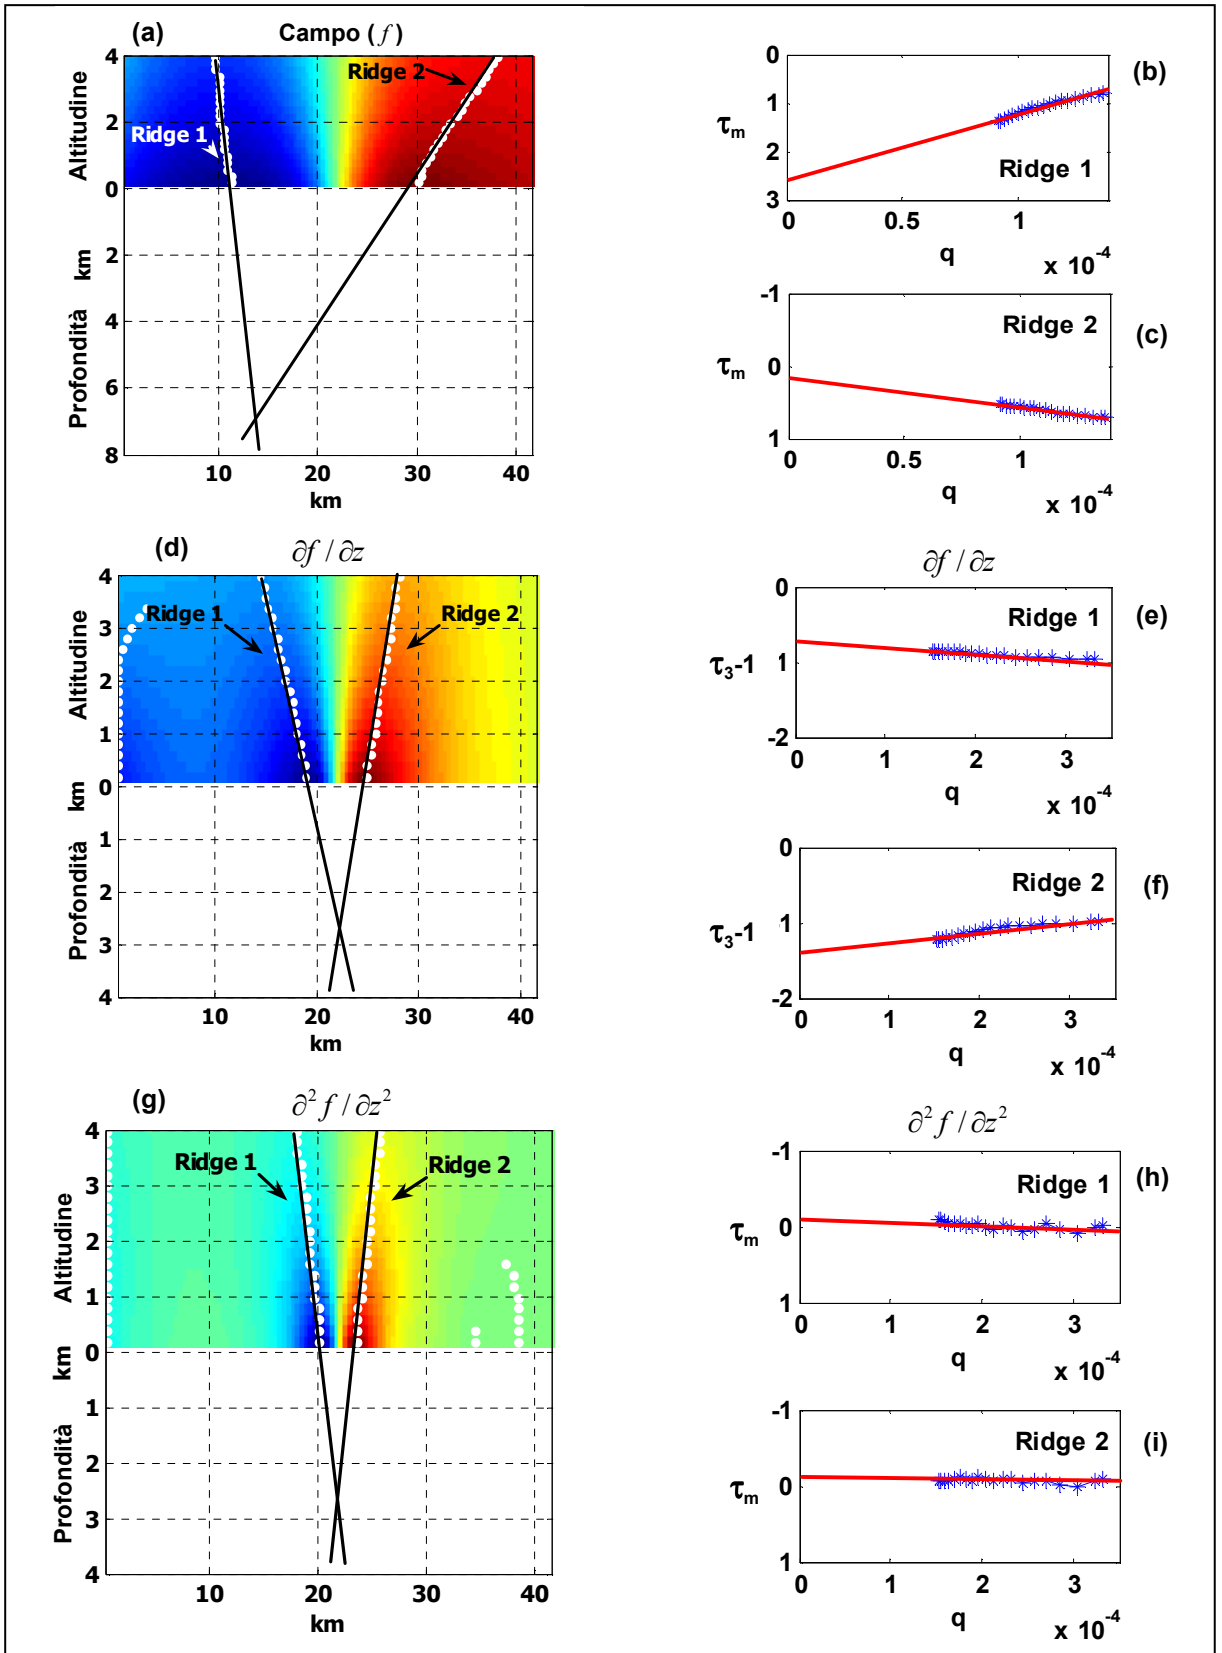 (a) Campo ( f )
4
2
0
2
4
6
8
Altitudine
km
Profondità
Ridge 1
Ridge 2
10 20 30 40
km
(b)
0
1
2
3
τm
Ridge 1
0 0.5 1
q
x 10-4
(c)
-1
0
1
τm
Ridge 2
0 0.5 1
q
x 10-4
(d)
∂f / ∂z
4
3
2
1
0
1
2
3
4
Altitudine
km
Profondità
Ridge 1
Ridge 2
10 20 30 40
km
∂f / ∂z
(e)
0
1
-2
τ3-1
Ridge 1
0 1 2 3
q
x 10-4
(f)
0
1
-2
τ3-1
Ridge 2
0 1 2 3
q
x 10-4
(g)
∂² f / ∂z²
4
3
2
1
0
1
2
3
4
Altitudine
km
Profondità
Ridge 1
Ridge 2
10 20 30 40
km
∂² f / ∂z²
(h)
-1
0
1
τm
Ridge 1
0 1 2 3
q
x 10-4
(i)
-1
0
1
τm
Ridge 2
0 1 2 3
q
x 10-4